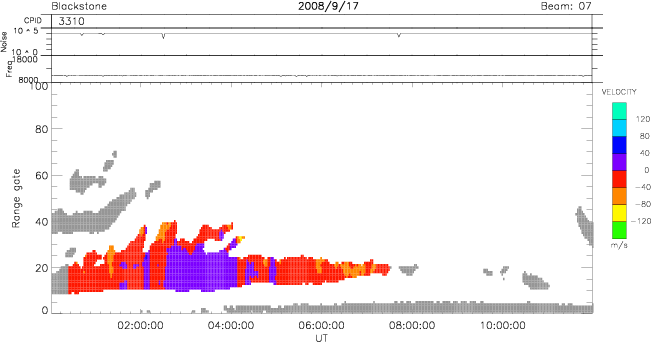 Blackstone 2008/9/17 Beam: 07
CPID 3310
Noise 10^5
10^0
Freq 18000
8000
100
VELOCITY
80
60
40
20
0
Range gate
120
80
40
0
-40
-80
-120
m/s
02:00:00 04:00:00 06:00:00 08:00:00 10:00:00
UT